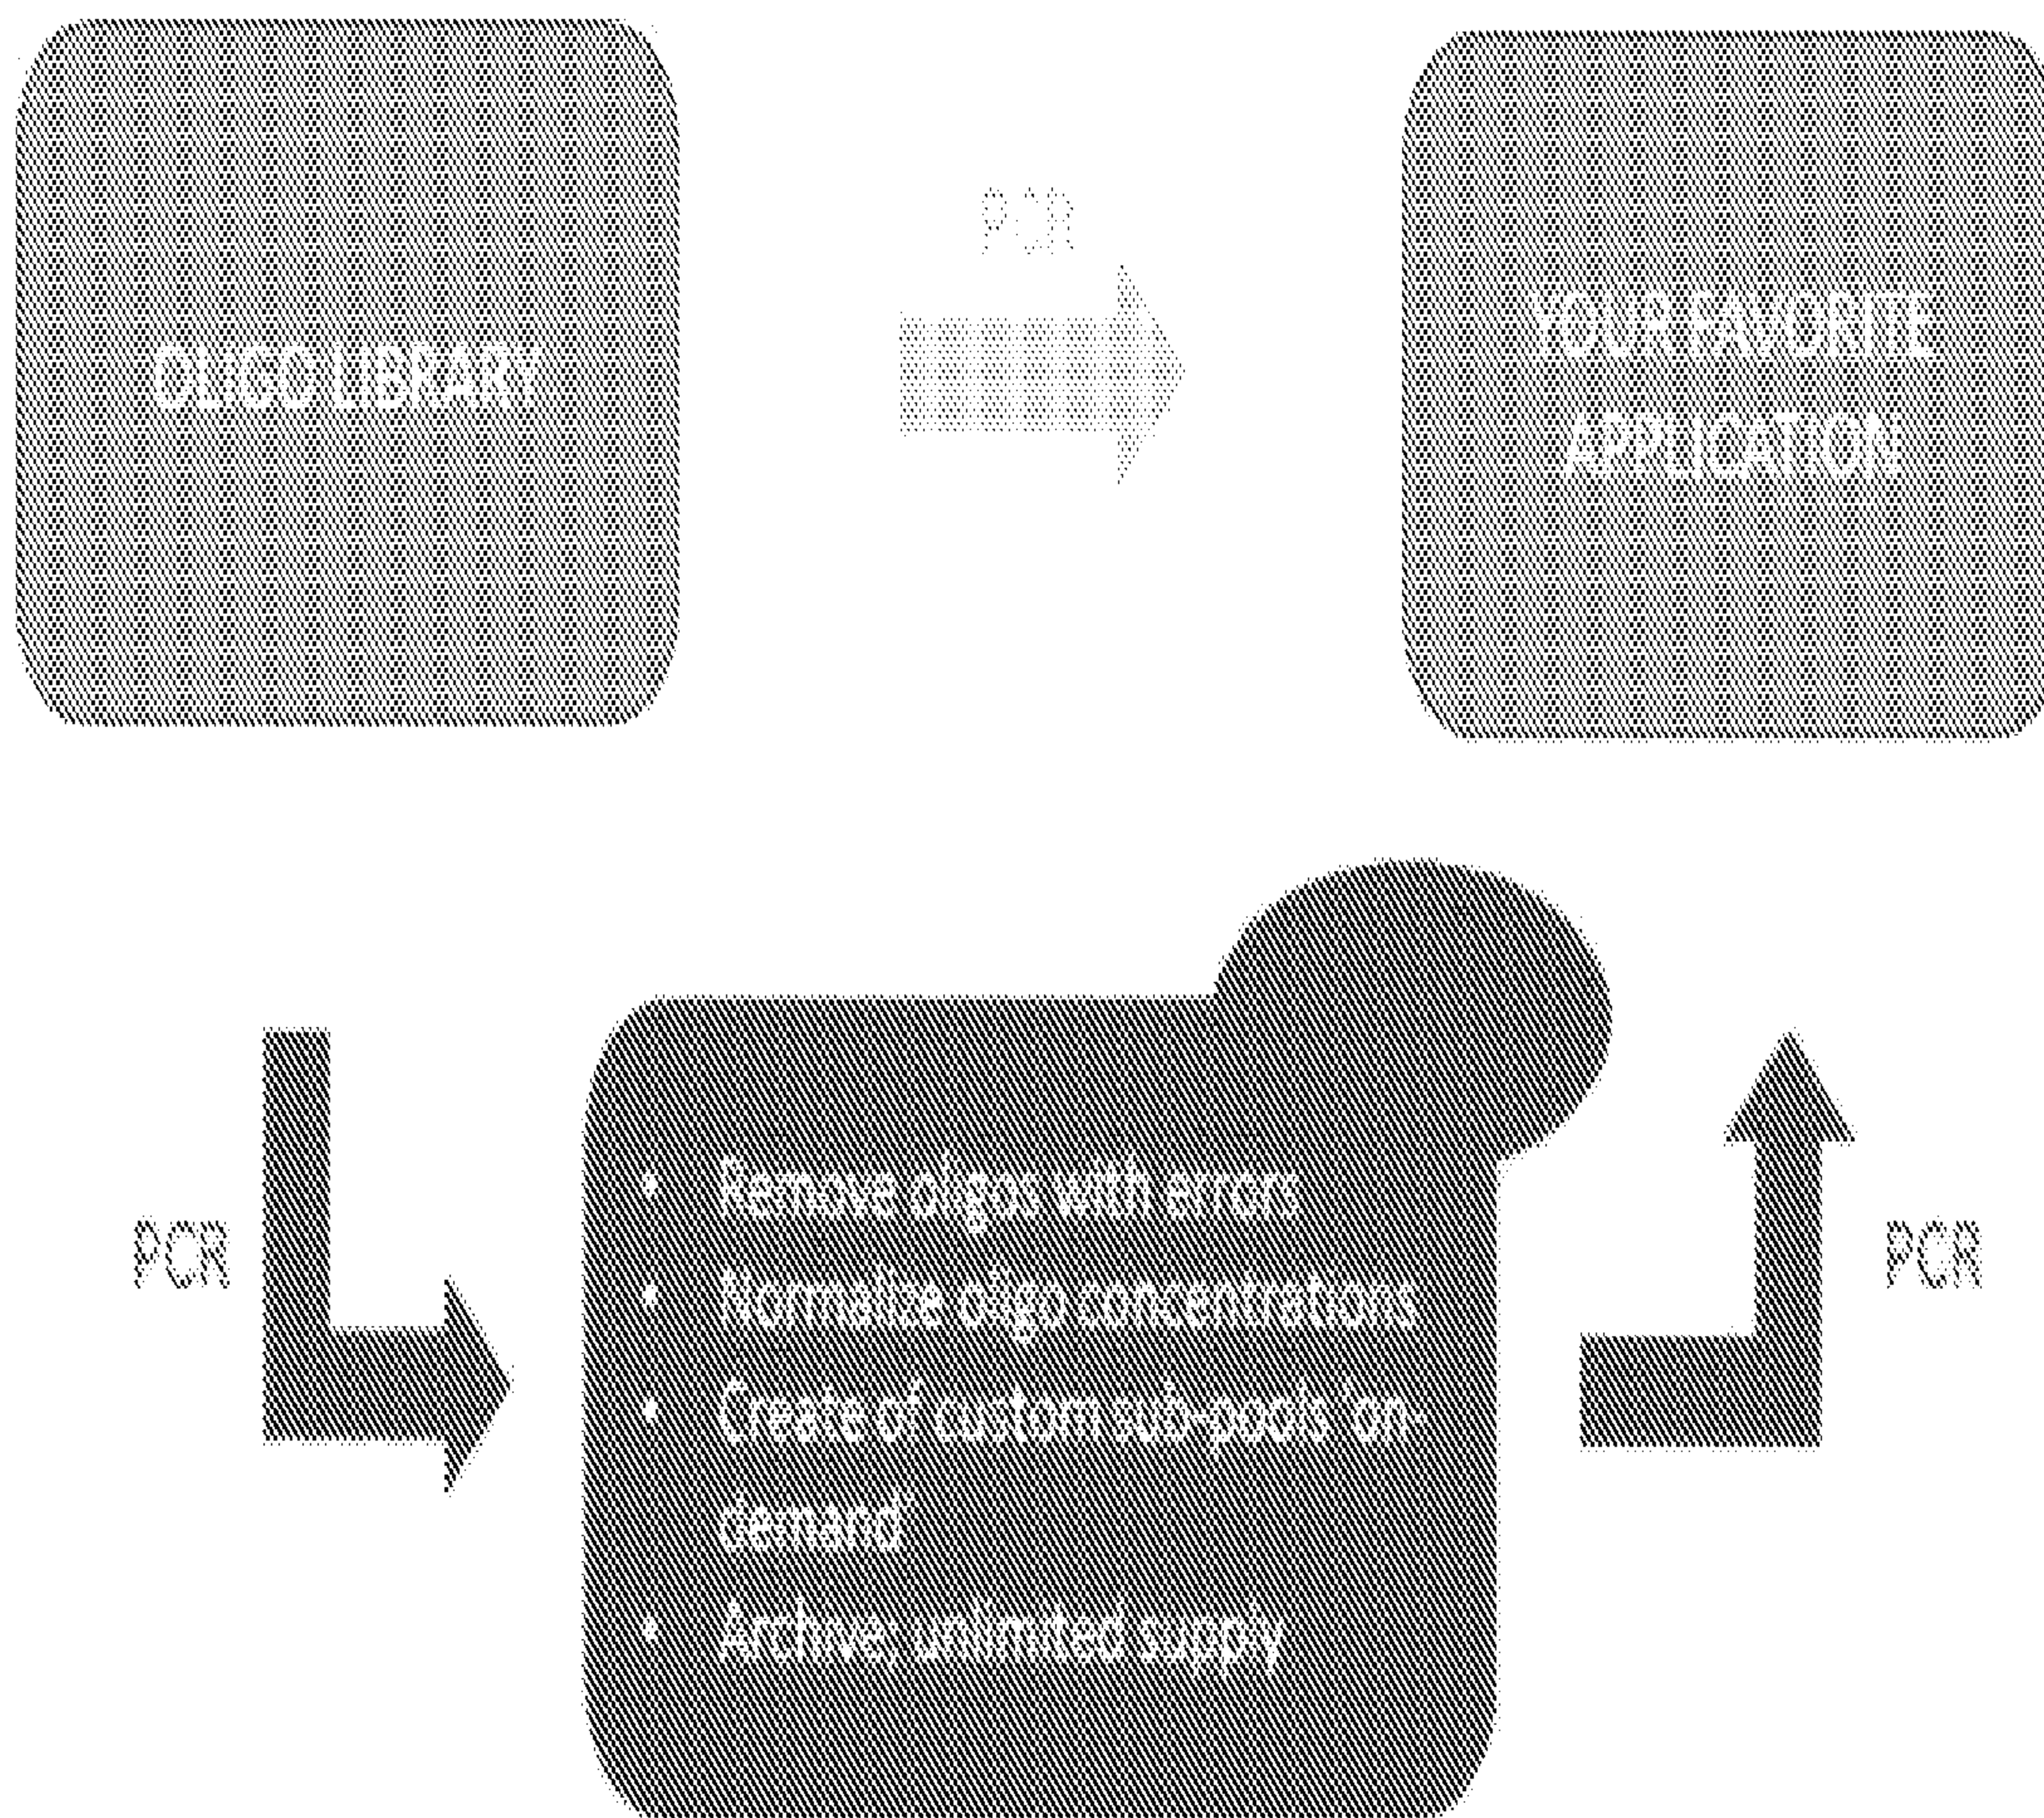 PCR
OLIGO LIBRARY
YOUR FAVORITE
APPLICATION
PCR
PCR
• Remove oligos with errors
• Normalize oligo concentrations
• Create of custom sub-pools 'on-
demand'
• Archive; unlimited supply